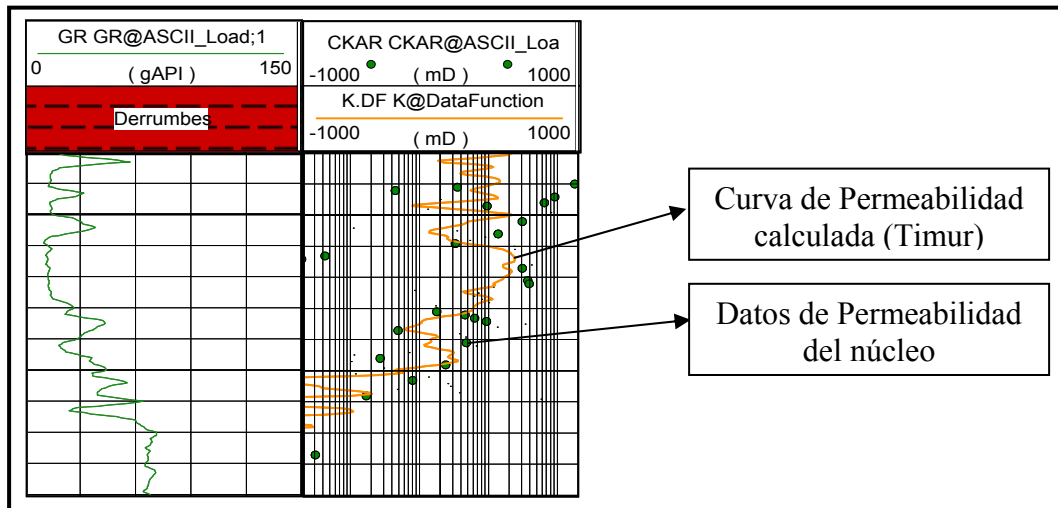 GR GR@ASCII_Load;1
0 (gAPI) 150
Derrumbes
CKAR CKAR@ASCII_Loa
-1000 (mD) 1000
K.DF K@DataFunction
-1000 (mD) 1000
Curva de Permeabilidad
calculada (Timur)
Datos de Permeabilidad
del núcleo